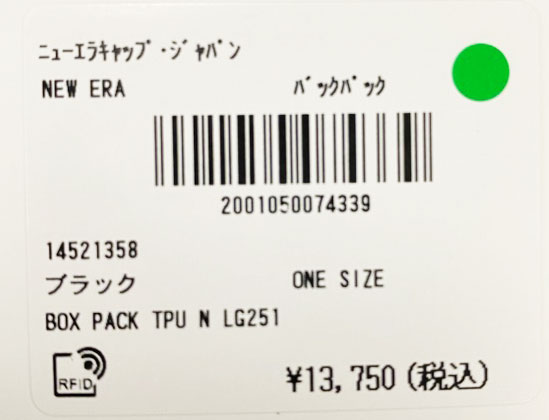 ﾆｭｰｴﾗｷｬｯﾌﾟ･ｼﾞｬﾊﾟﾝ
NEW ERA ﾊﾞｯｸﾊﾟｯｸ
2001050074339
14521358
ブラック ONE SIZE
BOX PACK TPU N LG251
RFID
¥13,750(税込)